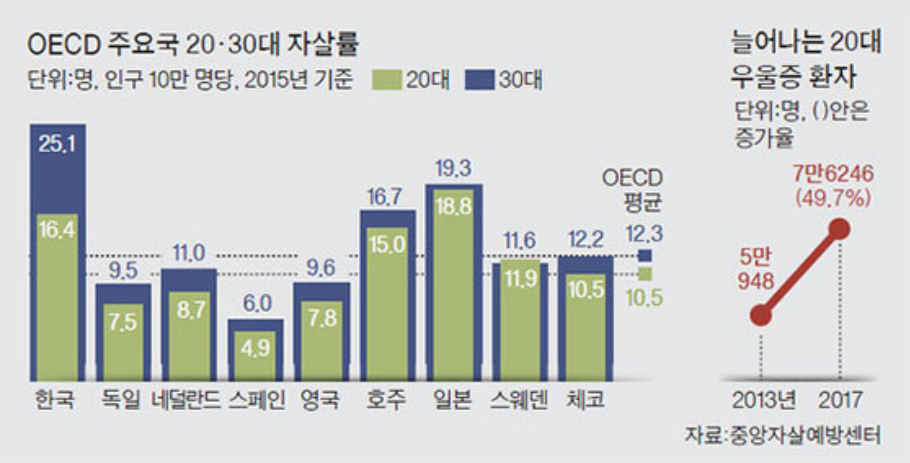 OECD 주요국 20·30대 자살률
단위:명, 인구 10만 명당, 2015년 기준
20대
30대
25.1
16.4
9.5
7.5
11.0
8.7
6.0
4.9
9.6
7.8
16.7
15.0
19.3
18.8
11.6
11.9
12.2
10.5
OECD
평균
12.3
10.5
한국
독일
네덜란드
스페인
영국
호주
일본
스웨덴
체코
늘어나는 20대
우울증 환자
단위:명, ( )안은
증가율
7만6246
(49.7%)
5만
948
2013년
2017
자료:중앙자살예방센터